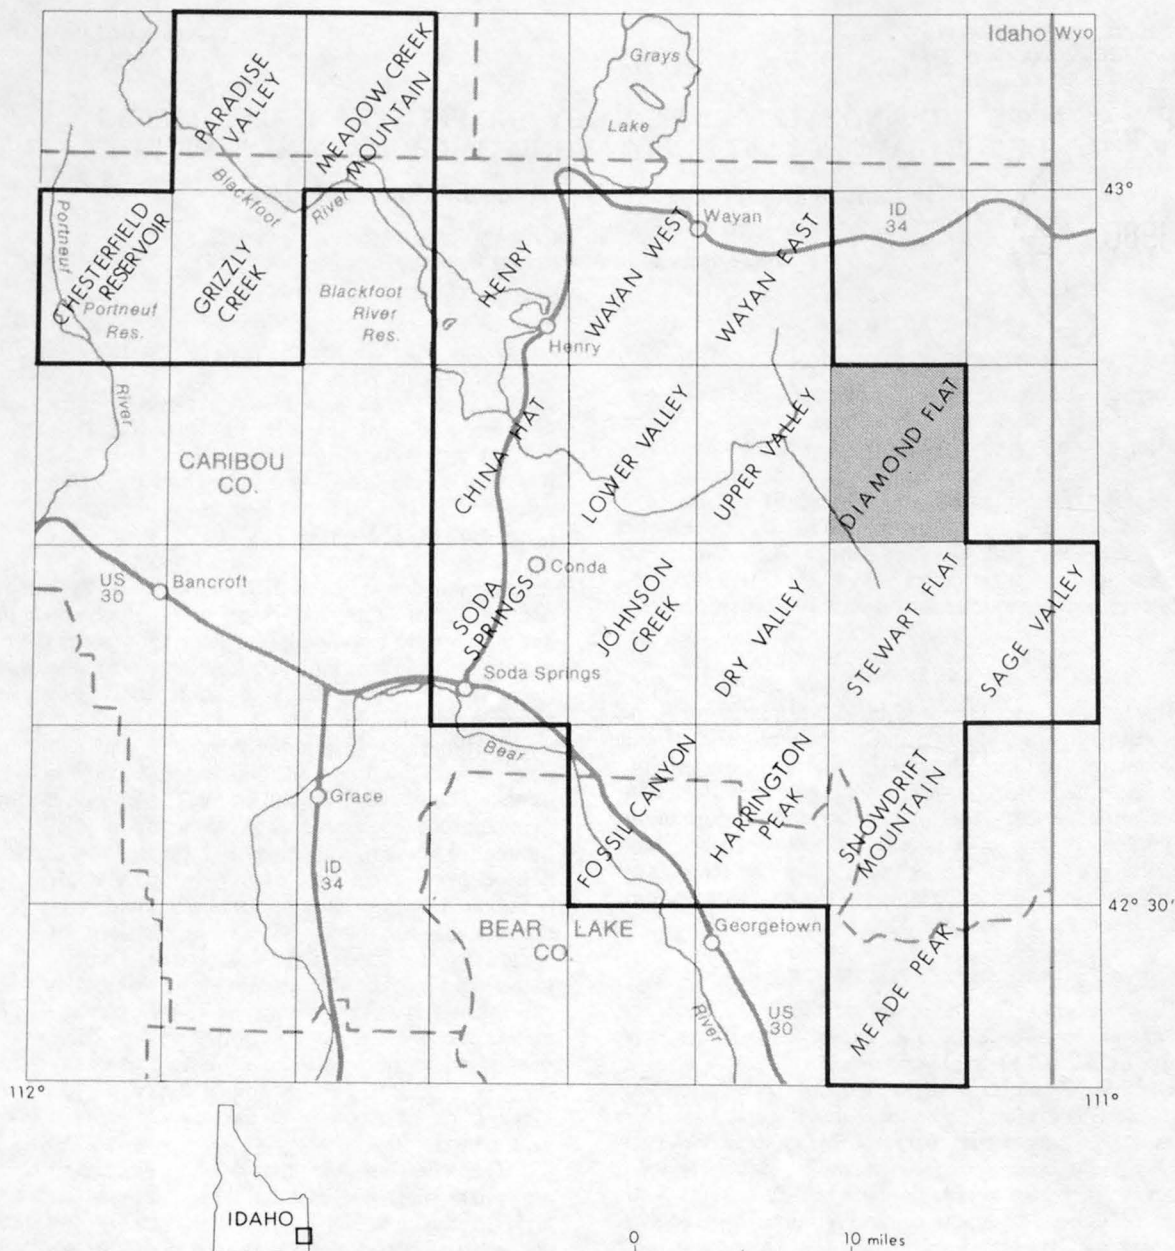 Idaho Wyo
Grays
Lake
PARADISE
VALLEY
MEADOW CREEK
MOUNTAIN
43°
Blackfoot
River
Portneuf
CHESTERFIELD
RESERVOIR
Portneuf
Res.
River
GRIZZLY
CREEK
Blackfoot
River
Res.
HENRY
Henry
WAYAN WEST
Wayan
WAYAN EAST
ID
34
CARIBOU
CO.
CHINA HAT
LOWER VALLEY
UPPER VALLEY
DIAMOND FLAT
US
30
Bancroft
Conda
SODA
SPRINGS
Soda Springs
JOHNSON
CREEK
DRY VALLEY
STEWART FLAT
SAGE VALLEY
Bear
Grace
ID
34
FOSSIL CANYON
HARRINGTON
PEAK
SNOWDRIFT
MOUNTAIN
42° 30'
BEAR LAKE
CO.
Georgetown
River
US
30
MEADE PEAK
112°
111°
IDAHO
0
10 miles